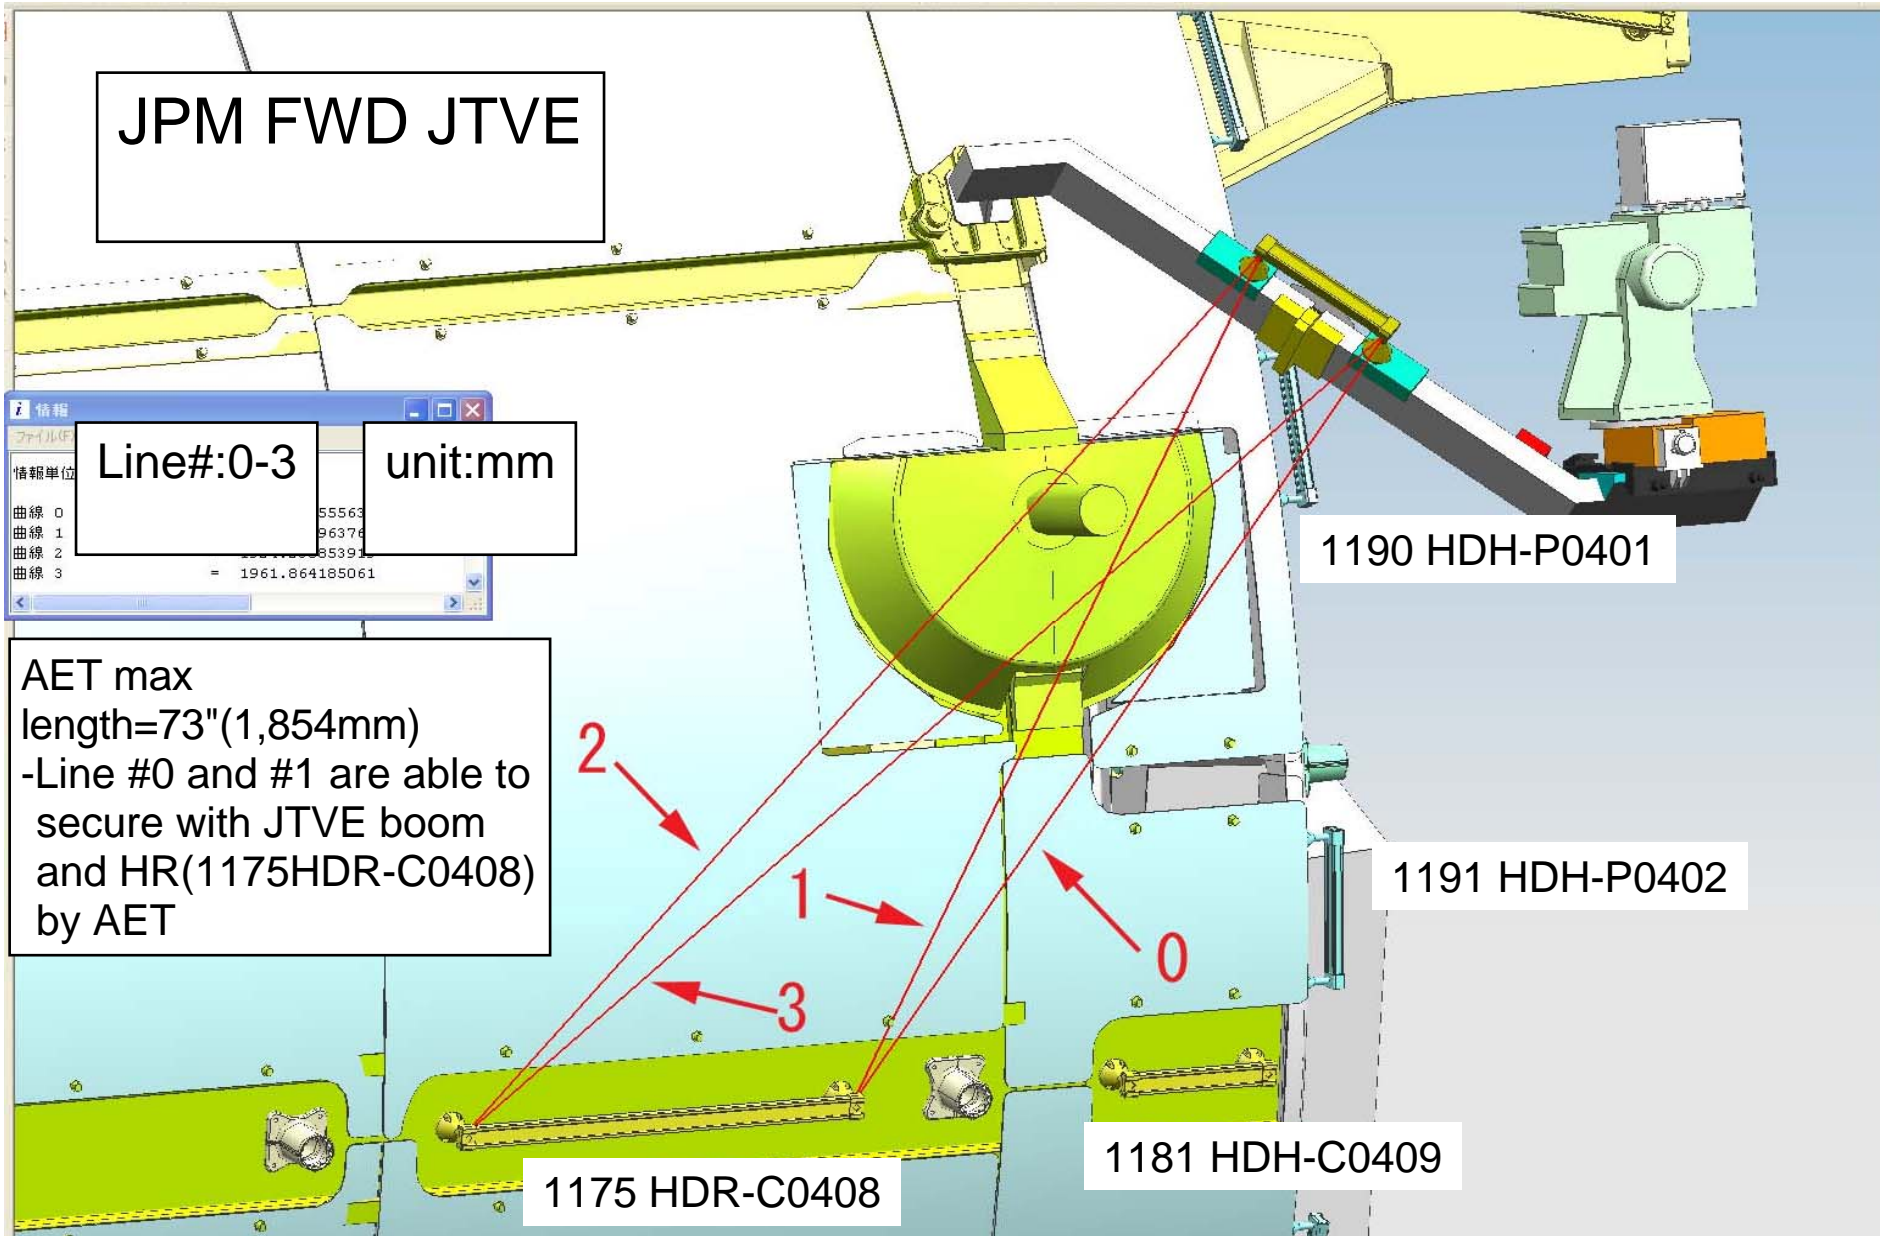 JPM FWD JTVE
情報
Line#:0-3
unit:mm
情報単位
曲線 0
曲線 1
曲線 2
曲線 3 = 1961.864185061
AET max
length=73"(1,854mm)
-Line #0 and #1 are able to
secure with JTVE boom
and HR(1175HDR-C0408)
by AET
2
1
0
3
1190 HDH-P0401
1191 HDH-P0402
1181 HDH-C0409
1175 HDR-C0408